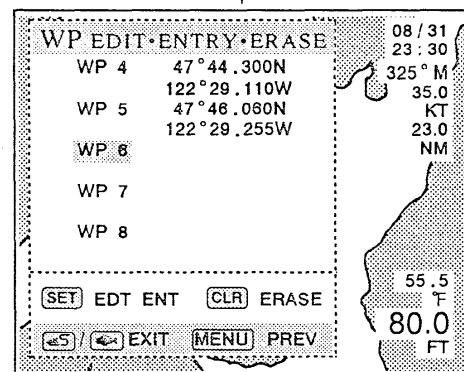 WP EDIT·ENTRY·ERASE
WP 4 47°44.300N
122°29.110W
WP 5 47°46.060N
122°29.255W
WP 6
WP 7
WP 8
SET EDT ENT CLR ERASE
S / EXIT MENU PREV
08/31
23:30
325°M
35.0
KT
23.0
NM
55.5
°F
80.0
FT